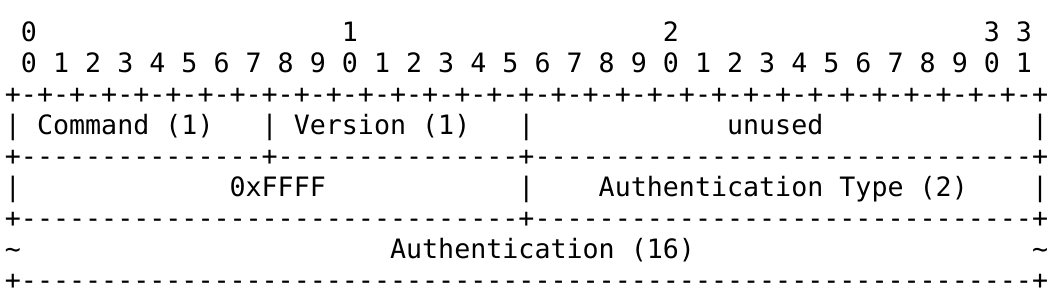 0                   1                   2                   3 3
 0 1 2 3 4 5 6 7 8 9 0 1 2 3 4 5 6 7 8 9 0 1 2 3 4 5 6 7 8 9 0 1
+-+-+-+-+-+-+-+-+-+-+-+-+-+-+-+-+-+-+-+-+-+-+-+-+-+-+-+-+-+-+-+-+
| Command (1)   | Version (1)   |            unused             |
+---------------+---------------+-------------------------------+
|             0xFFFF            |    Authentication Type (2)    |
+-------------------------------+-------------------------------+
~                       Authentication (16)                     ~
+---------------------------------------------------------------+